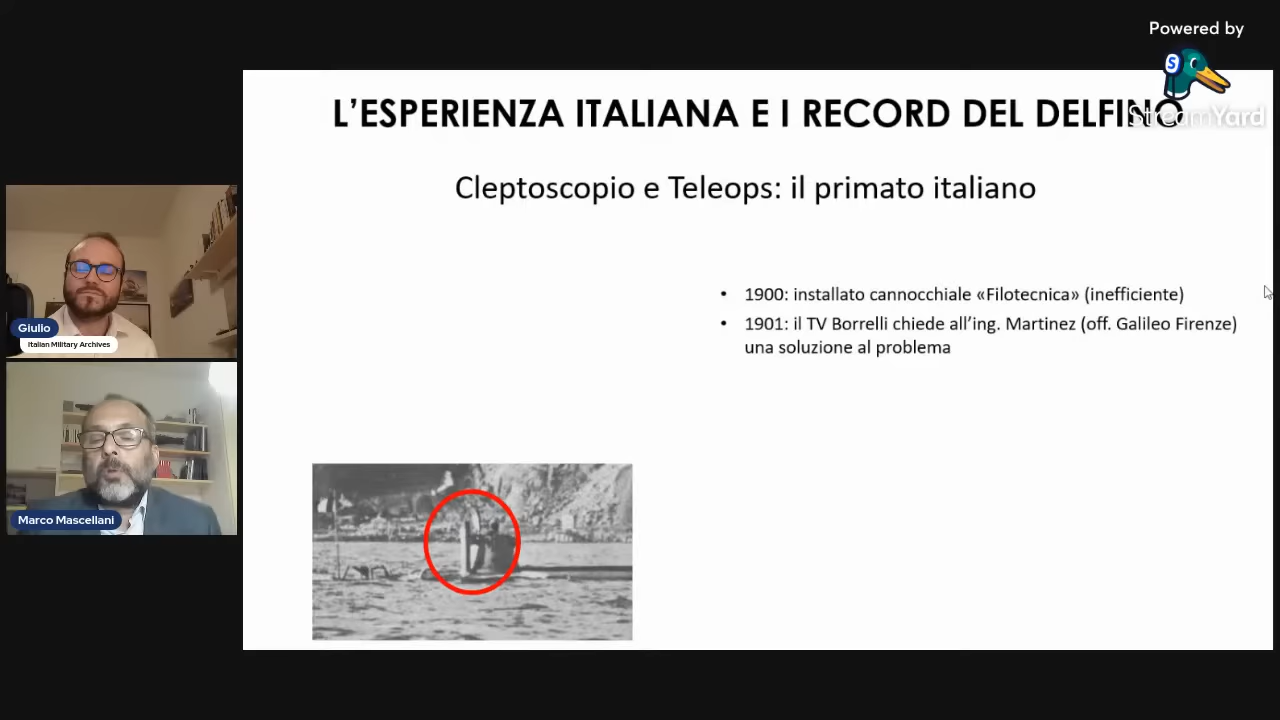 Powered by
StreamYard
L'ESPERIENZA ITALIANA E I RECORD DEL DELFINO
Cleptoscopio e Teleops: il primato italiano
• 1900: installato cannocchiale «Filotecnica» (inefficiente)
• 1901: il TV Borrelli chiede all'ing. Martinez (off. Galileo Firenze)
una soluzione al problema
Giulio
Italian Military Archives
Marco Mascellani